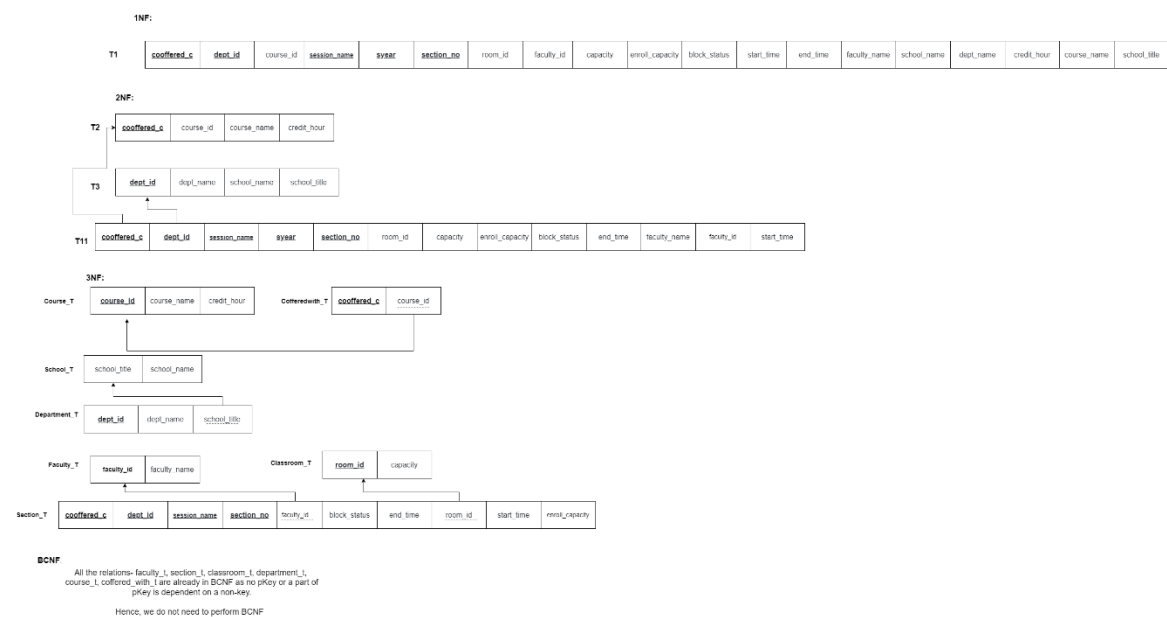 1NF:
T1 cooffered_c dept_id course_id session_name syear section_no room_id faculty_id capacity enroll_capacity block_status start_time end_time faculty_name school_name dept_name credit_hour course_name school_title
2NF:
T2 cooffered_c course_id course_name credit_hour
T3 dept_id dept_name school_name school_title
T11 cooffered_c dept_id session_name syear section_no room_id capacity enroll_capacity block_status end_time faculty_name faculty_id start_time
3NF:
Course_T course_id course_name credit_hour Cofferedwith_T cooffered_c course_id
School_T school_title school_name
Department_T dept_id dept_name school_title
Faculty_T faculty_id faculty_name Classroom_T room_id capacity
Section_T cooffered_c dept_id session_name section_no faculty_id block_status end_time room_id start_time enroll_capacity
BCNF
All the relations- faculty_t, section_t, classroom_t, department_t,
course_t, coffered_with_t are already in BCNF as no pKey or a part of
pKey is dependent on a non-key.
Hence, we do not need to perform BCNF